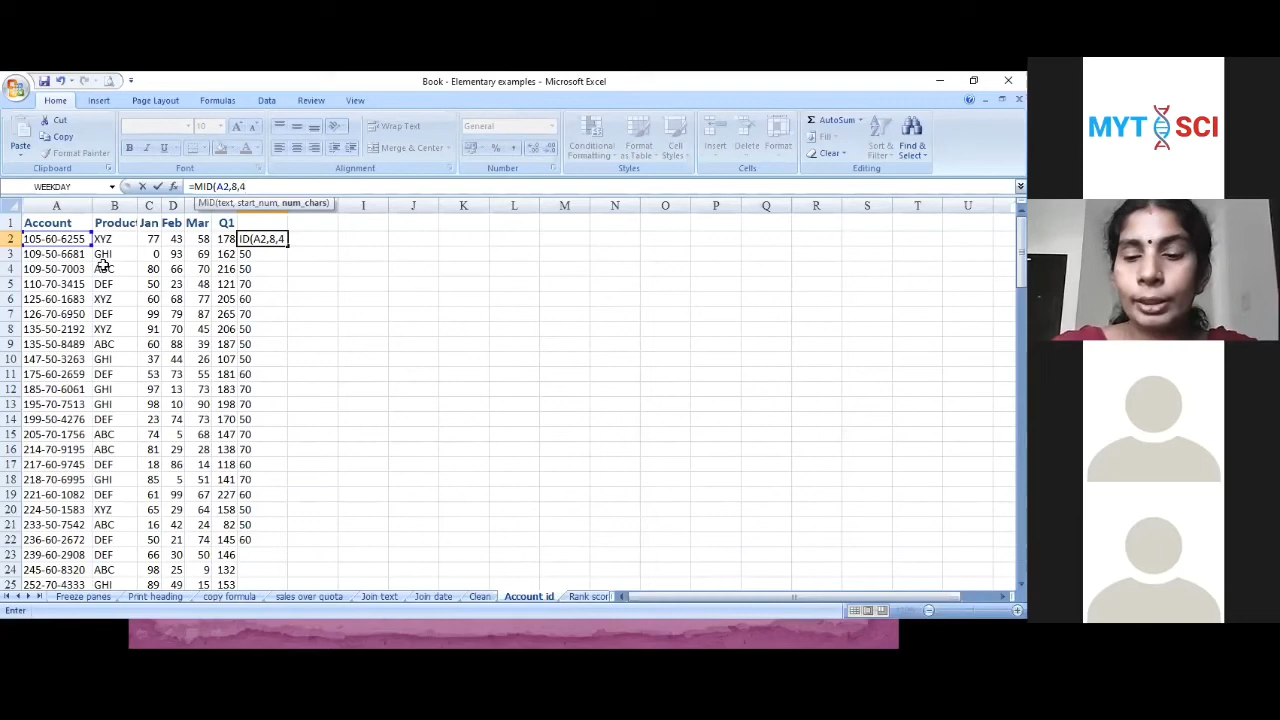 Book - Elementary examples - Microsoft Excel
Home Insert Page Layout Formulas Data Review View
Paste Cut Copy Format Painter Clipboard
10 Font
Wrap Text Merge & Center Alignment
General Number
Conditional Formatting Format as Table Cell Styles Styles
Insert Delete Format Cells
AutoSum Fill Clear Sort & Filter Find & Select Editing
WEEKDAY =MID(A2,8,4
MID(text, start_num, num_chars)
A B C D E I J K L M N O P Q R S T U
1 Account Product Jan Feb Mar Q1
2 105-60-6255 XYZ 77 43 58 178 ID(A2,8,4
3 109-50-6681 GHI 0 93 69 162 50
4 109-50-7003 ABC 80 66 70 216 50
5 110-70-3415 DEF 50 23 48 121 70
6 125-60-1683 XYZ 60 68 77 205 60
7 126-70-6950 DEF 99 79 87 265 70
8 135-50-2192 XYZ 91 70 45 206 50
9 135-50-8489 ABC 60 88 39 187 50
10 147-50-3263 GHI 37 44 26 107 50
11 175-60-2659 DEF 53 73 55 181 60
12 185-70-6061 GHI 97 13 73 183 70
13 195-70-7513 GHI 98 10 90 198 70
14 199-50-4276 DEF 23 74 73 170 50
15 205-70-1756 ABC 74 5 68 147 70
16 214-70-9195 ABC 81 29 28 138 70
17 217-60-9745 DEF 18 86 14 118 60
18 218-70-6995 GHI 85 5 51 141 70
19 221-60-1082 DEF 61 99 67 227 60
20 224-50-1583 XYZ 65 29 64 158 50
21 233-50-7542 ABC 16 42 24 82 50
22 236-60-2672 DEF 50 21 74 145 60
23 239-60-2908 DEF 66 30 50 146
24 245-60-8320 ABC 98 25 9 132
25 252-70-4333 GHI 89 49 15 153
Freeze panes Print heading copy formula sales over quota Join text Join date Clean Account id Rank scor
Enter
MYT SCI